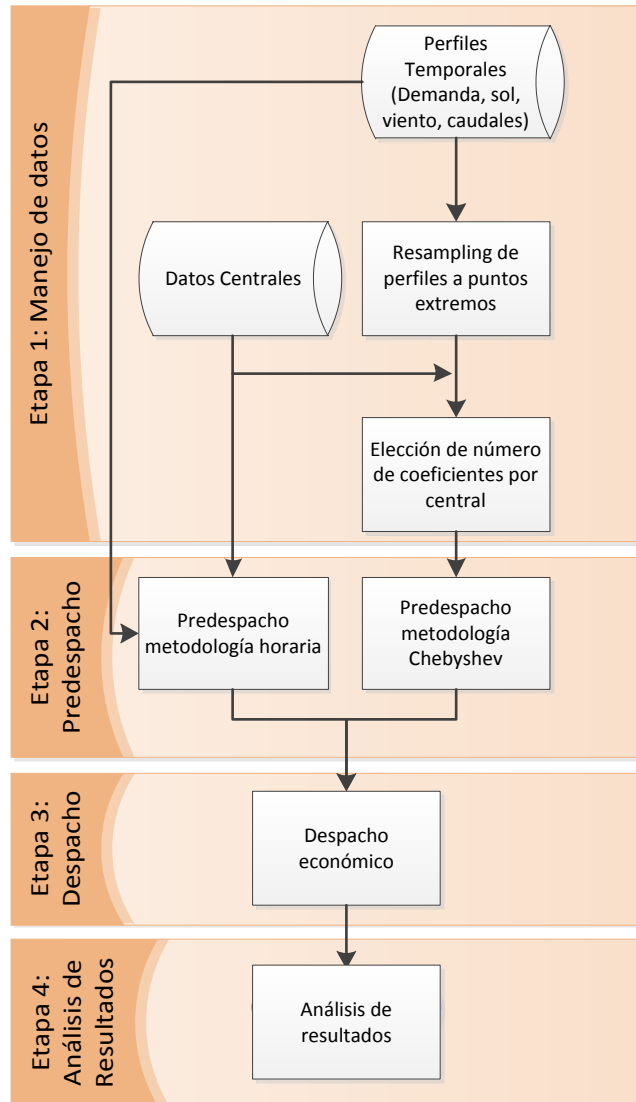 Etapa 1: Manejo de datos
Perfiles
Temporales
(Demanda, sol,
viento, caudales)
Datos Centrales
Resampling de
perfiles a puntos
extremos
Elección de número
de coeficientes por
central
Etapa 2:
Predespacho
Predespacho
metodología horaria
Predespacho
metodología
Chebyshev
Etapa 3:
Despacho
Despacho
económico
Etapa 4:
Análisis de
Resultados
Análisis de
resultados